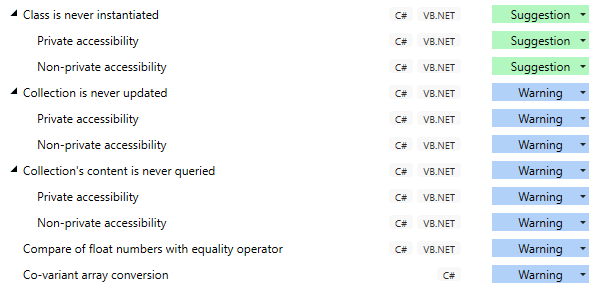 Class is never instantiated C# VB.NET Suggestion
Private accessibility C# VB.NET Suggestion
Non-private accessibility C# VB.NET Suggestion
Collection is never updated C# VB.NET Warning
Private accessibility C# VB.NET Warning
Non-private accessibility C# VB.NET Warning
Collection's content is never queried C# VB.NET Warning
Private accessibility C# VB.NET Warning
Non-private accessibility C# VB.NET Warning
Compare of float numbers with equality operator C# VB.NET Warning
Co-variant array conversion C# Warning